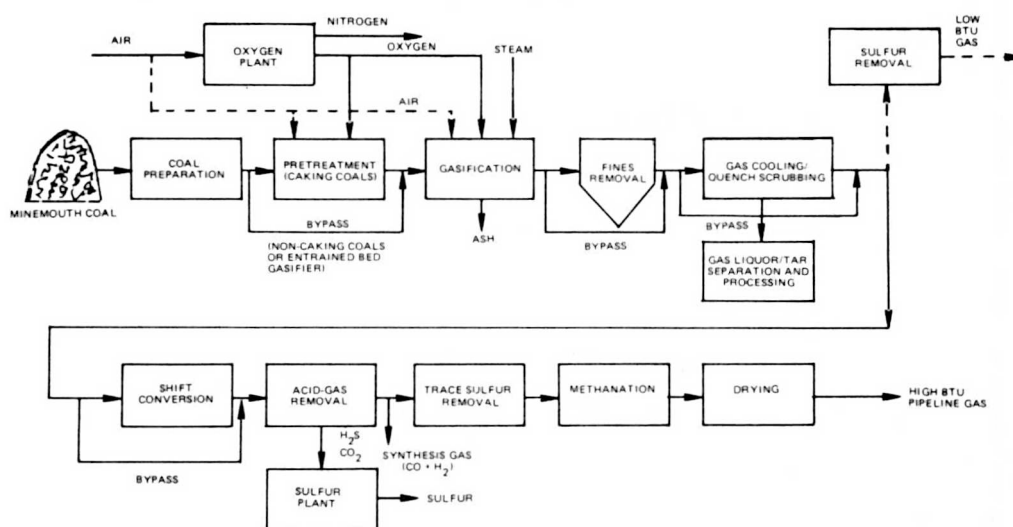 NITROGEN
LOW
BTU
GAS
AIR
OXYGEN
PLANT
OXYGEN
STEAM
SULFUR
REMOVAL
AIR
COAL
PREPARATION
PRETREATMENT
(CAKING COALS)
GASIFICATION
FINES
REMOVAL
GAS COOLING/
QUENCH SCRUBBING
MINEMOUTH COAL
BYPASS
(NON-CAKING COALS
OR ENTRAINED BED
GASIFIER)
ASH
BYPASS
BYPASS
GAS LIQUOR/TAR
SEPARATION AND
PROCESSING
SHIFT
CONVERSION
ACID-GAS
REMOVAL
TRACE SULFUR
REMOVAL
METHANATION
DRYING
HIGH BTU
PIPELINE GAS
H2S
CO2
SYNTHESIS GAS
(CO + H2)
BYPASS
SULFUR
PLANT
SULFUR